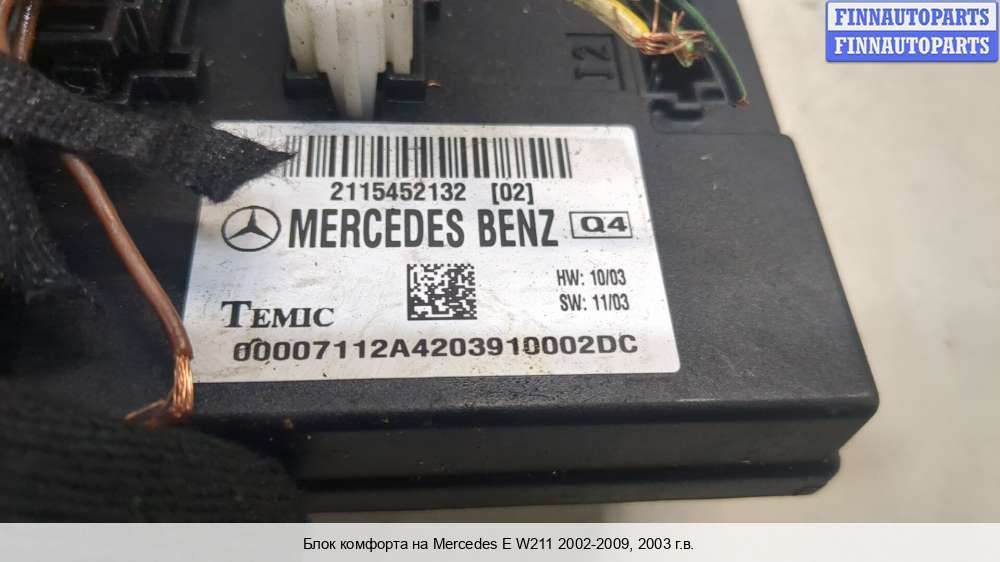 FINNAUTOPARTS
FINNAUTOPARTS
12
2115452132 [02]
MERCEDES BENZ Q4
HW: 10/03
SW: 11/03
TEMIC
00007112A4203910002DC
Блок комфорта на Mercedes E W211 2002-2009, 2003 г.в.